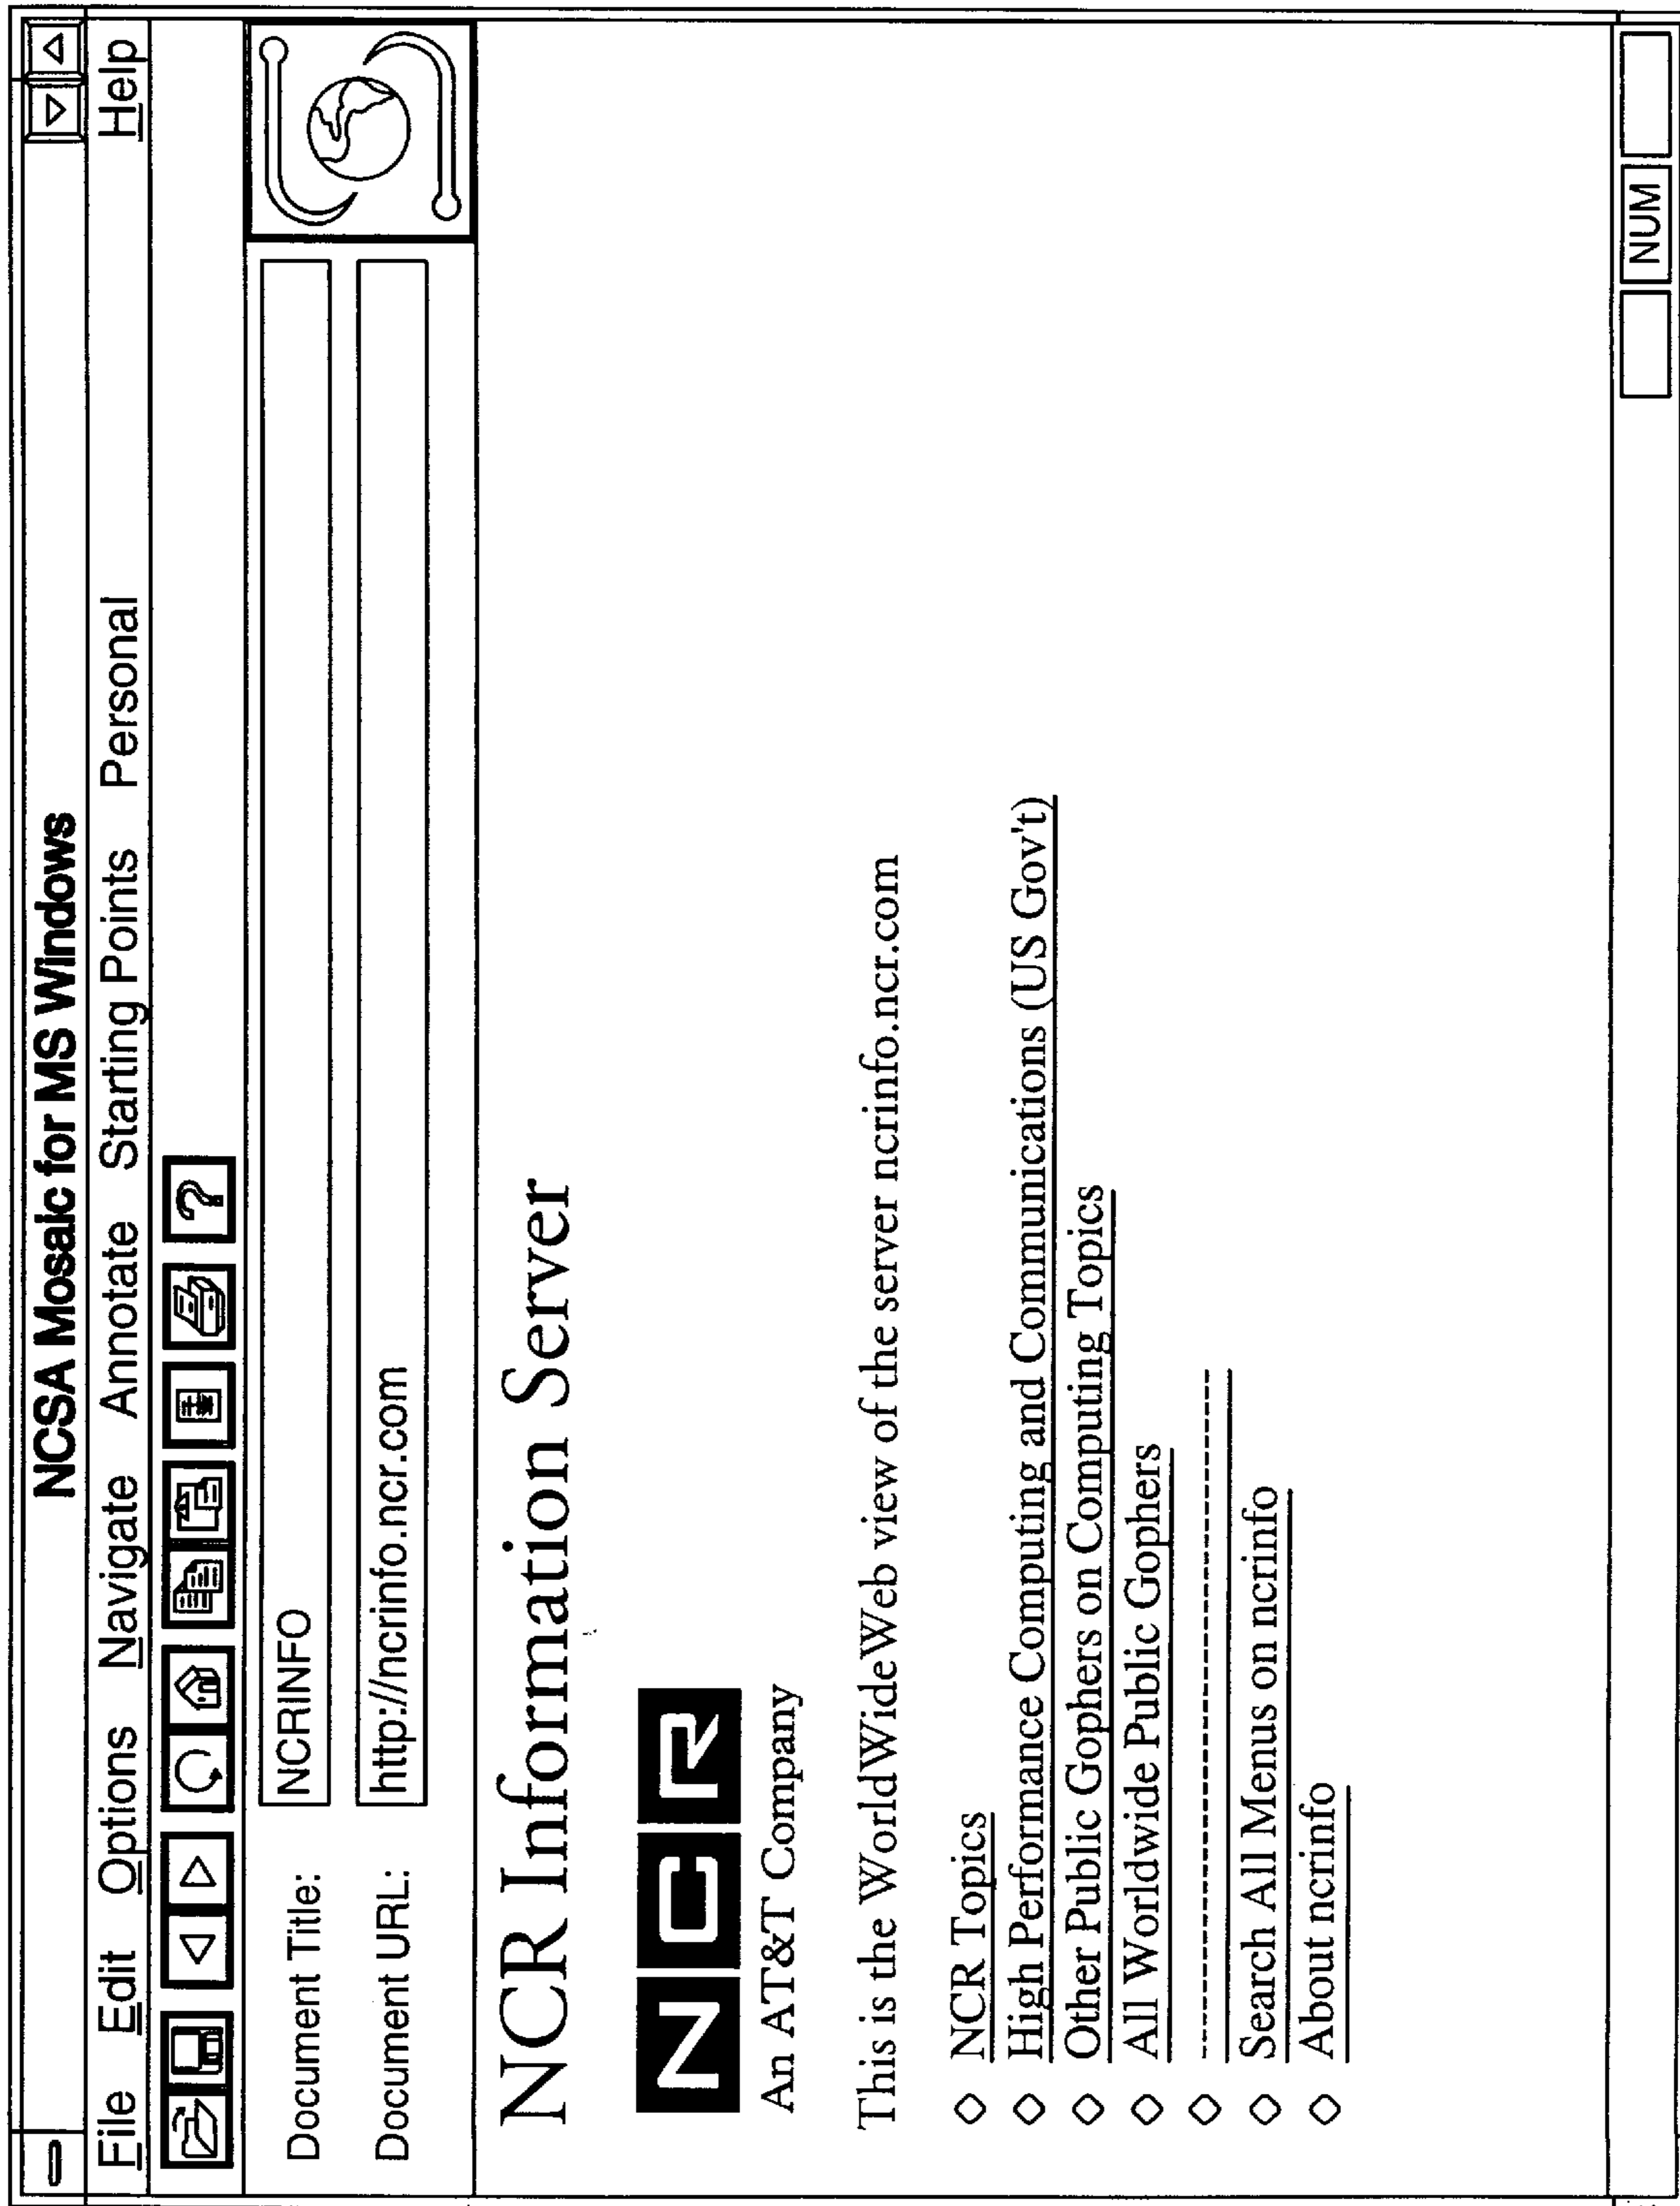 NCSA Mosaic for MS Windows
File Edit Options Navigate Annotate Starting Points Personal Help
?
Document Title: NCRINFO
Document URL: http://ncrinfo.ncr.com
NCR Information Server
NCR
An AT&T Company
This is the WorldWideWeb view of the server ncrinfo.ncr.com
◇ NCR Topics
◇ High Performance Computing and Communications (US Gov't)
◇ Other Public Gophers on Computing Topics
◇ All Worldwide Public Gophers
◇ --------------------------------
◇ Search All Menus on ncrinfo
◇ About ncrinfo
NUM